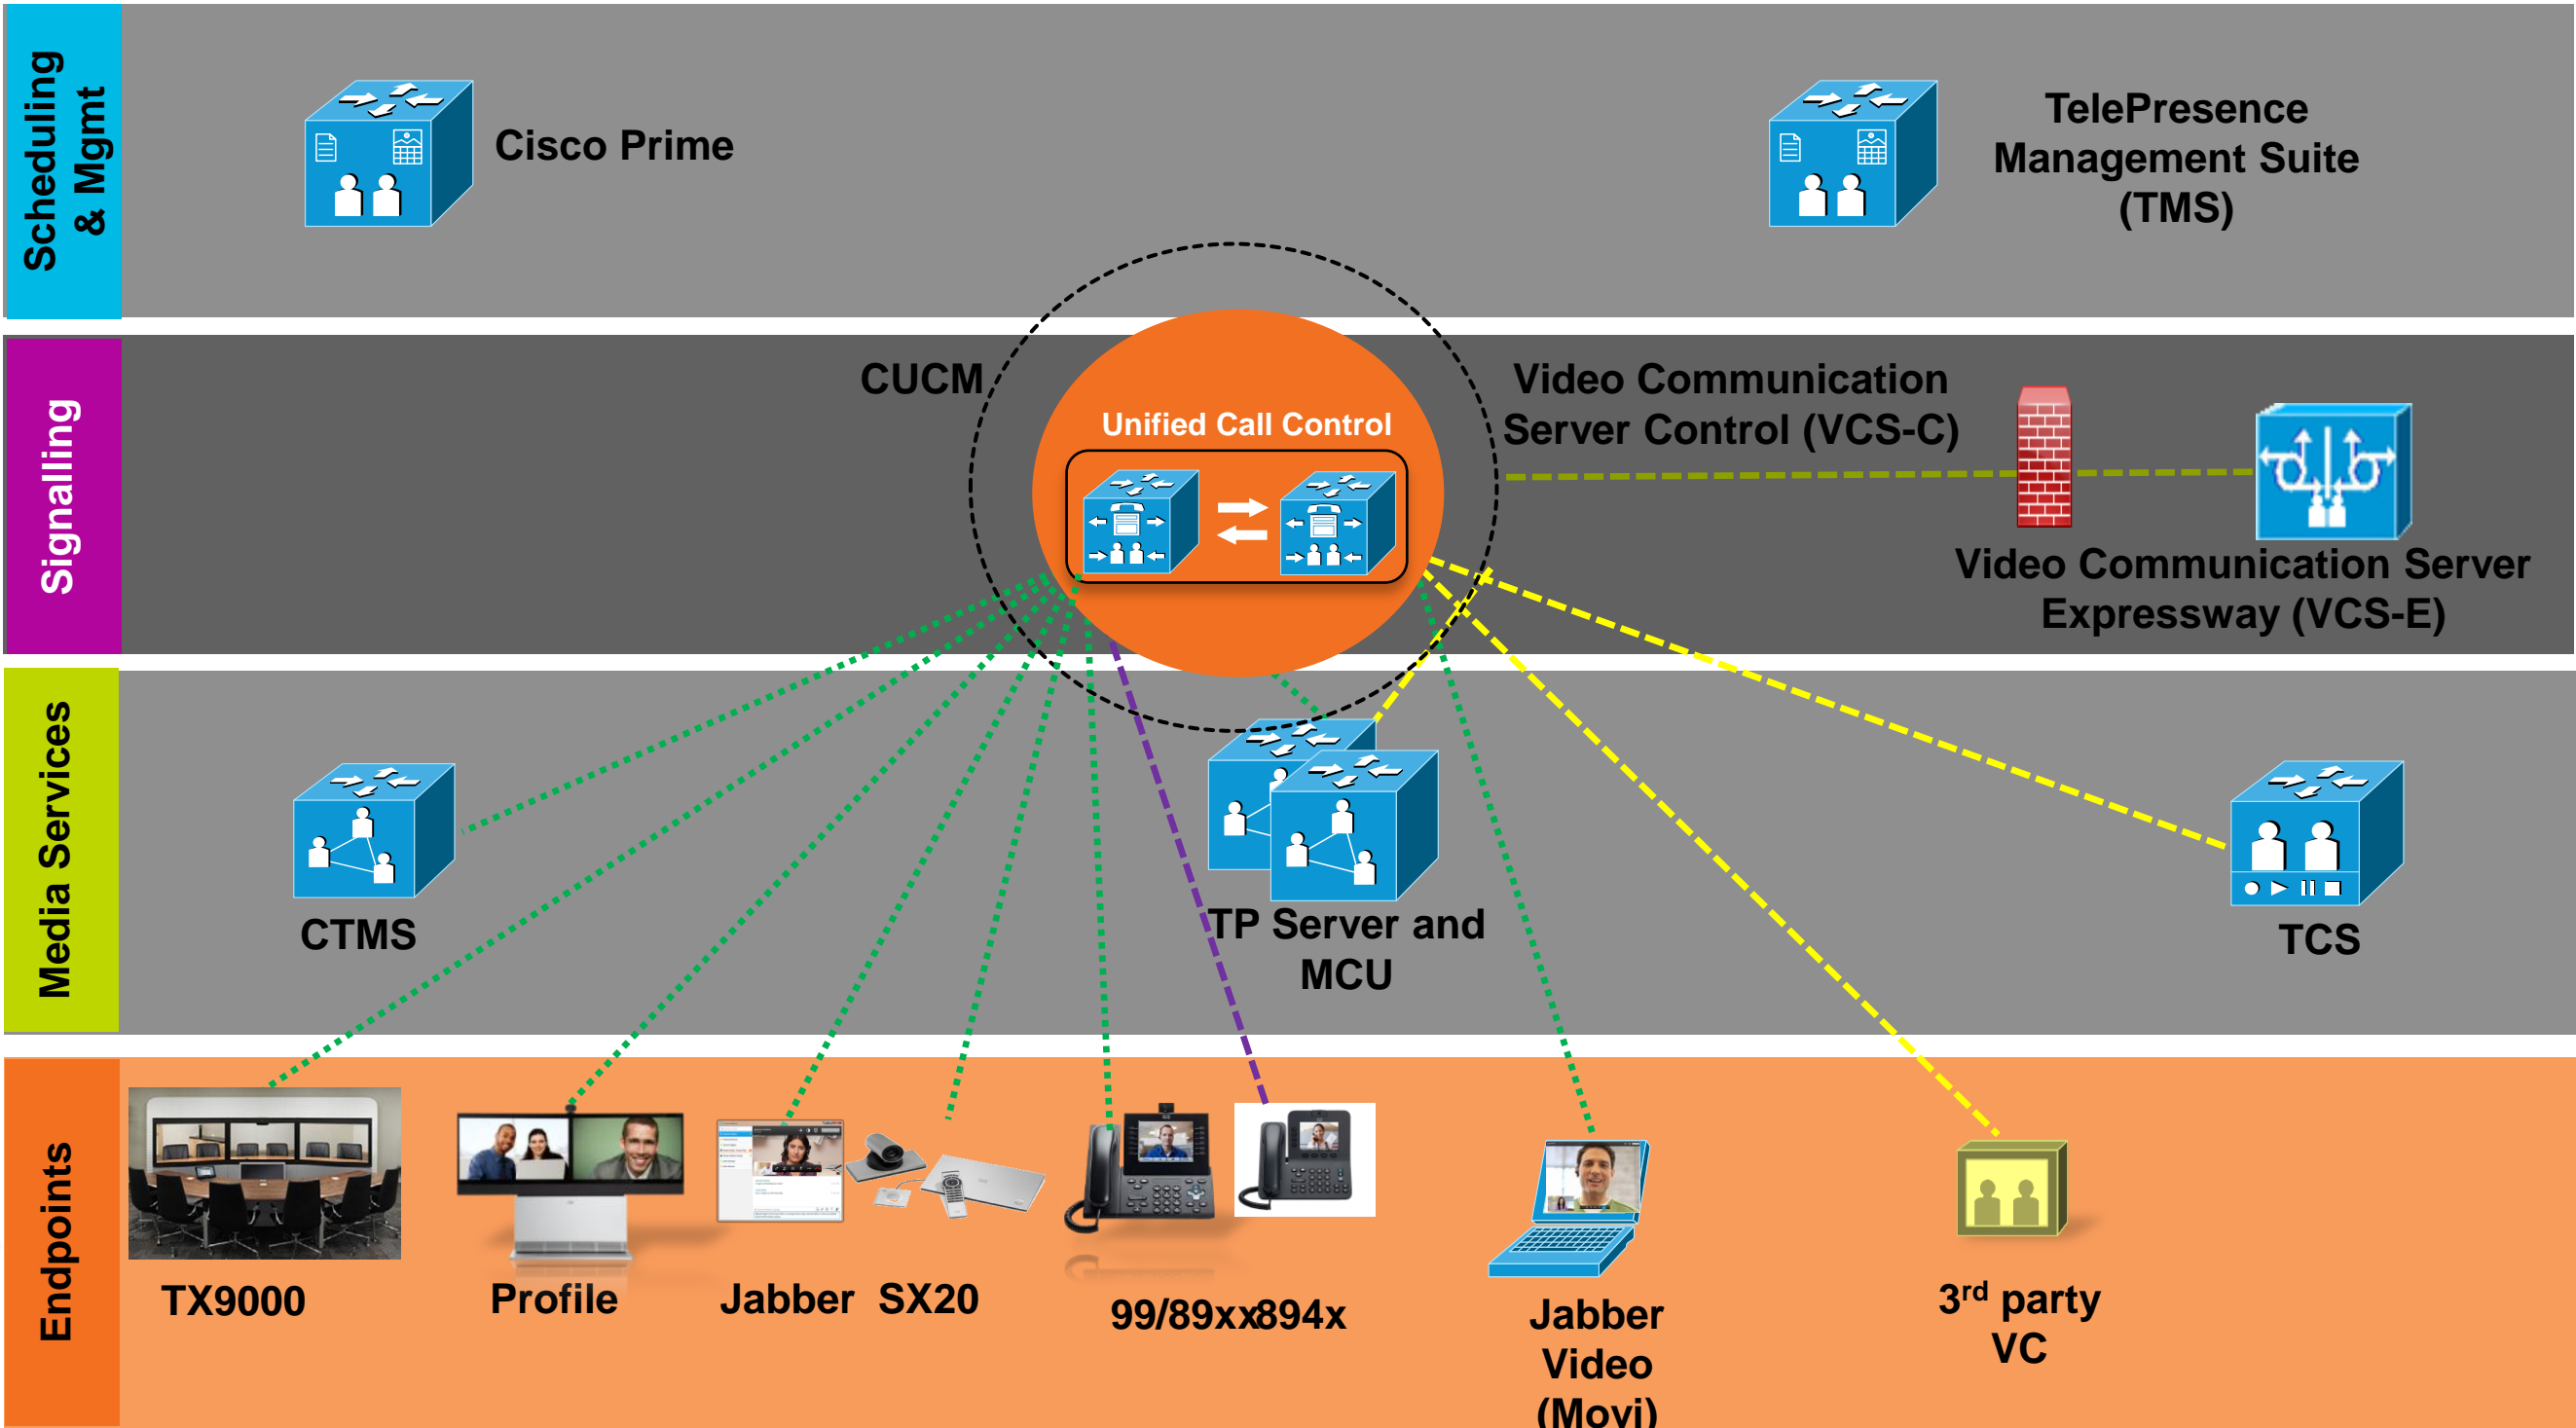 Scheduling
& Mgmt
Cisco Prime
TelePresence
Management Suite
(TMS)
Signalling
CUCM
Unified Call Control
Video Communication
Server Control (VCS-C)
Video Communication Server
Expressway (VCS-E)
Media Services
CTMS
TP Server and
MCU
TCS
Endpoints
TX9000
Profile
Jabber
SX20
99/89xx
894x
Jabber
Video
(Movi)
3rd party
VC